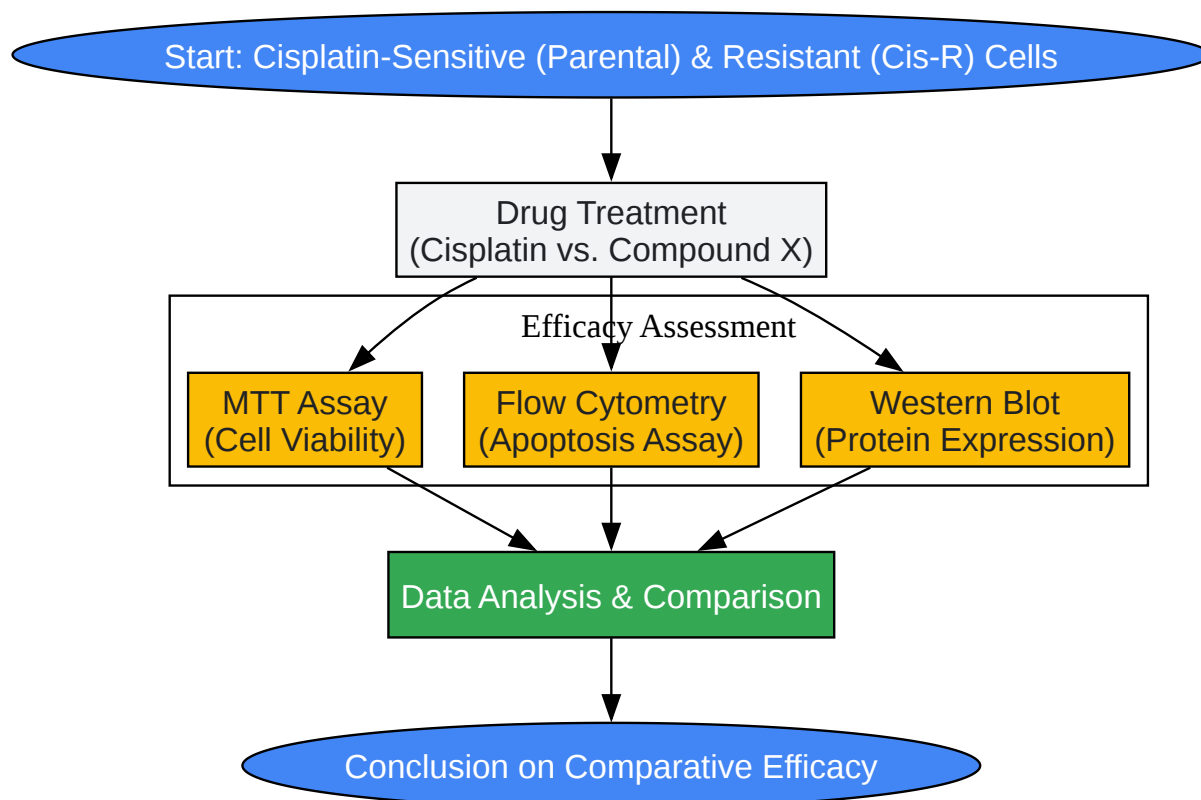 Start: Cisplatin-Sensitive (Parental) & Resistant (Cis-R) Cells
Drug Treatment
(Cisplatin vs. Compound X)
Efficacy Assessment
MTT Assay
(Cell Viability)
Flow Cytometry
(Apoptosis Assay)
Western Blot
(Protein Expression)
Data Analysis & Comparison
Conclusion on Comparative Efficacy